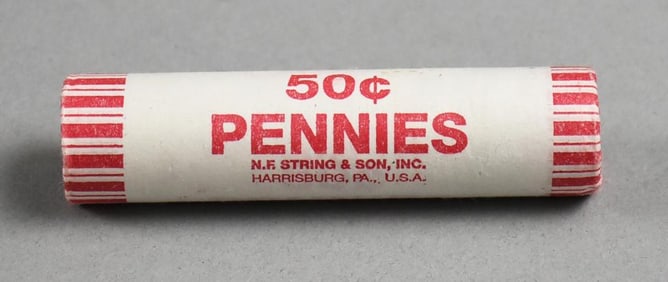 50¢
PENNIES
N.F. STRING & SON, INC.
HARRISBURG, PA., U.S.A.